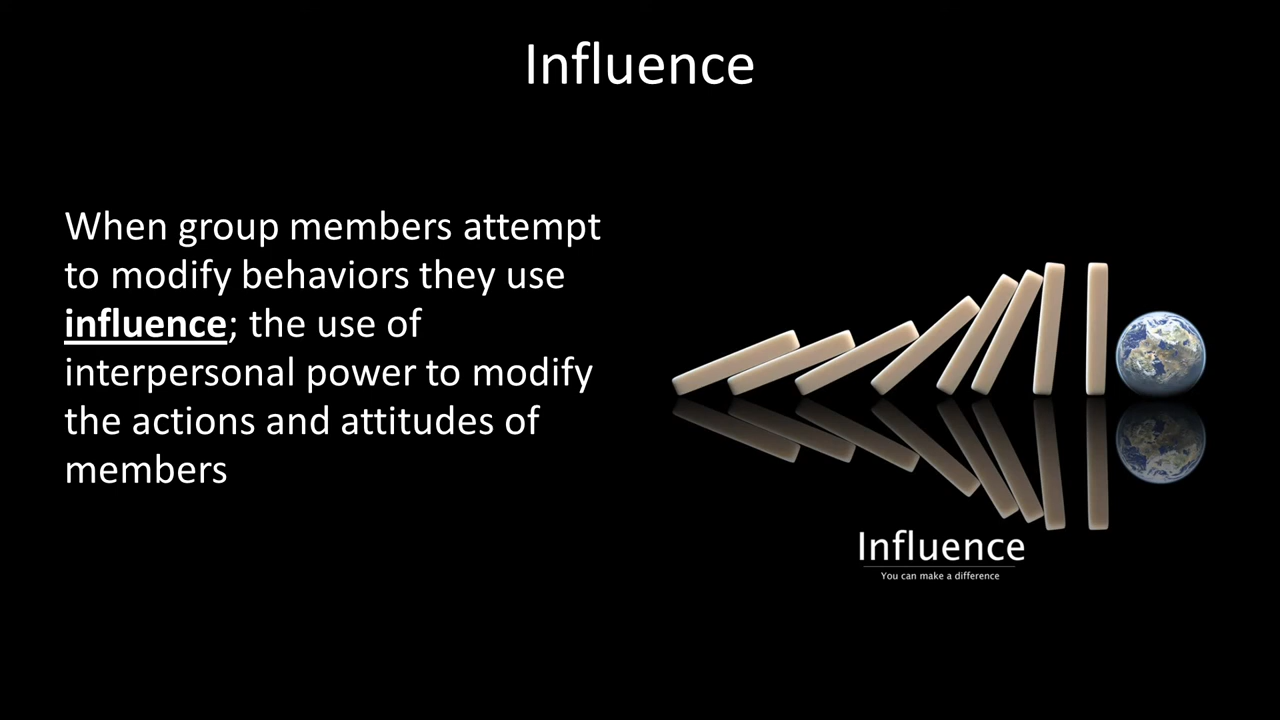 Influence
When group members attempt
to modify behaviors they use
influence; the use of
interpersonal power to modify
the actions and attitudes of
members
Influence
You can make a difference